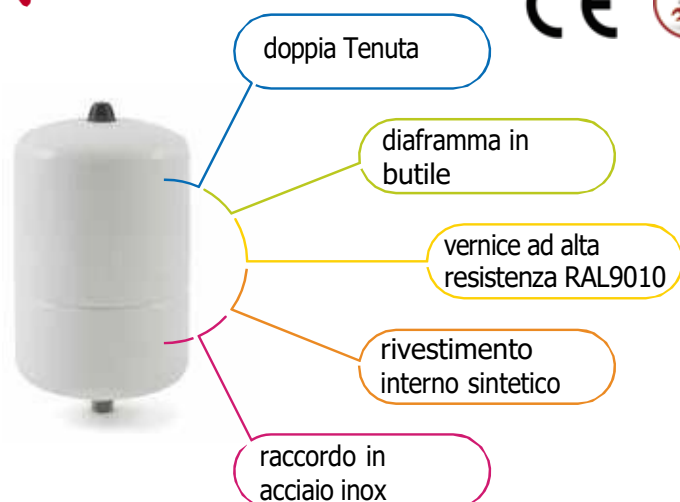 CE
doppia Tenuta
diaframma in
butile
vernice ad alta
resistenza RAL9010
rivestimento
interno sintetico
raccordo in
acciaio inox